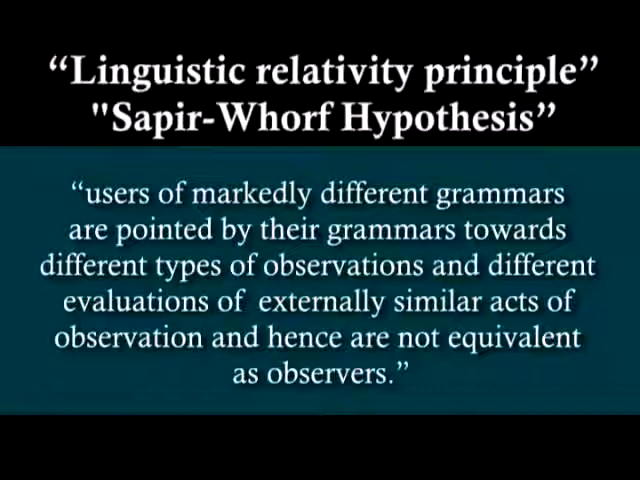 “Linguistic relativity principle”
"Sapir-Whorf Hypothesis”
“users of markedly different grammars
are pointed by their grammars towards
different types of observations and different
evaluations of externally similar acts of
observation and hence are not equivalent
as observers.”